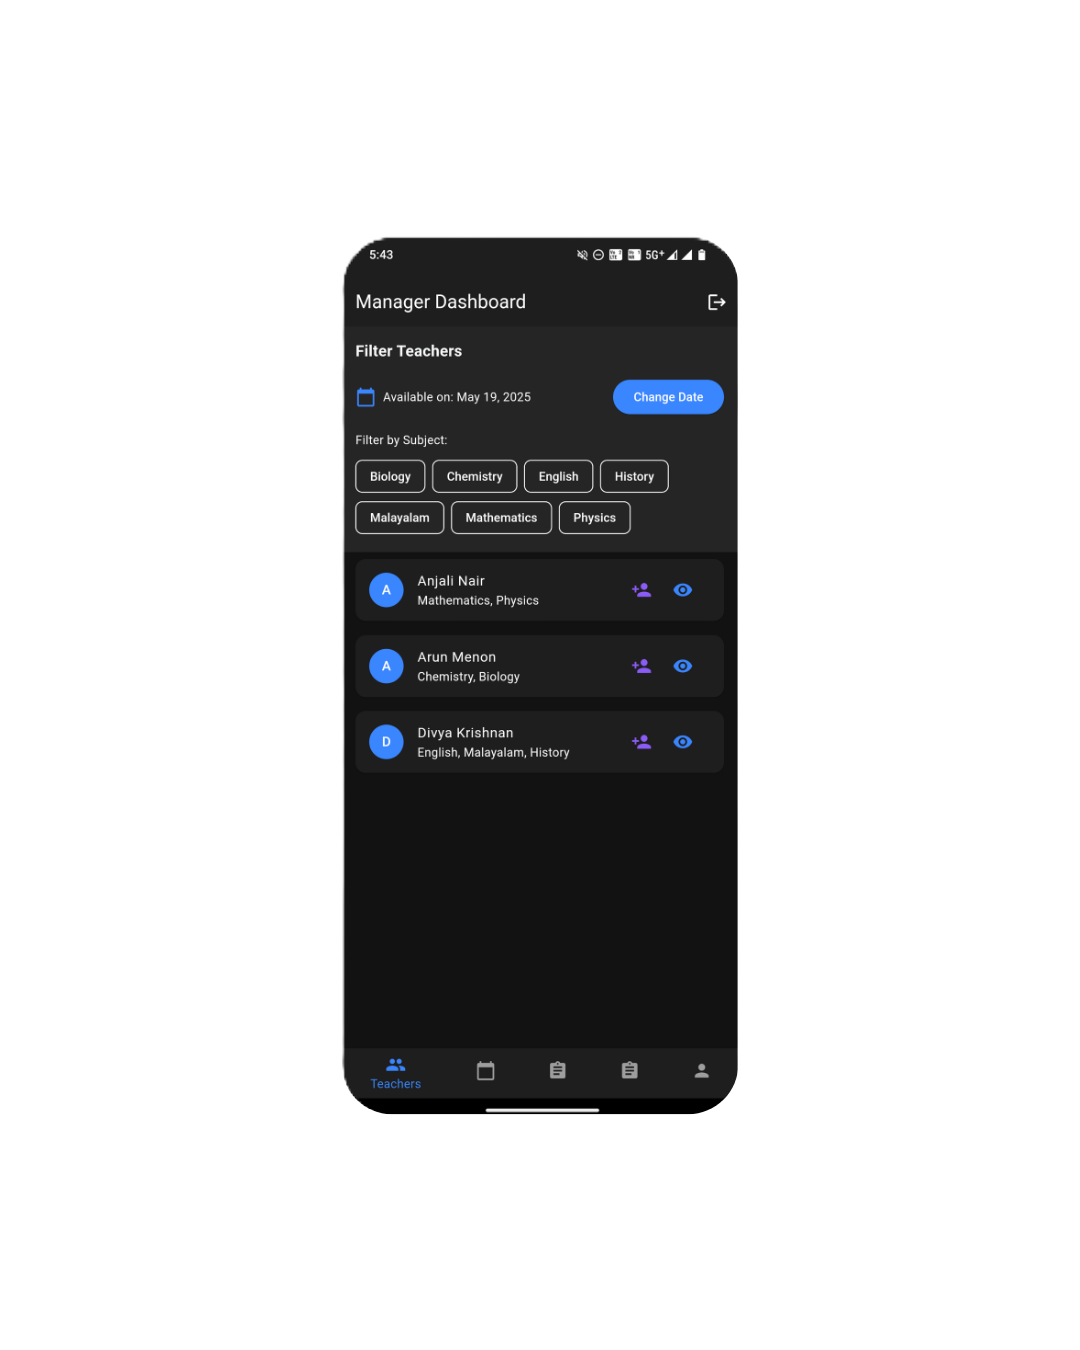 5:43 5G+
Manager Dashboard
Filter Teachers
Available on: May 19, 2025 Change Date
Filter by Subject:
Biology Chemistry English History
Malayalam Mathematics Physics
A Anjali Nair
Mathematics, Physics
A Arun Menon
Chemistry, Biology
D Divya Krishnan
English, Malayalam, History
Teachers